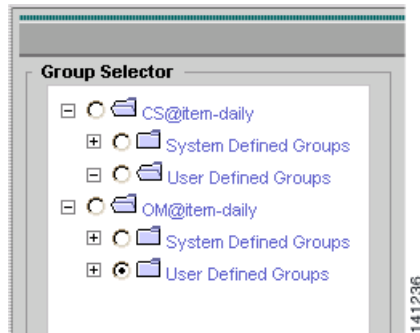 Group Selector
CS@item-daily
System Defined Groups
User Defined Groups
OM@item-daily
System Defined Groups
User Defined Groups
141236